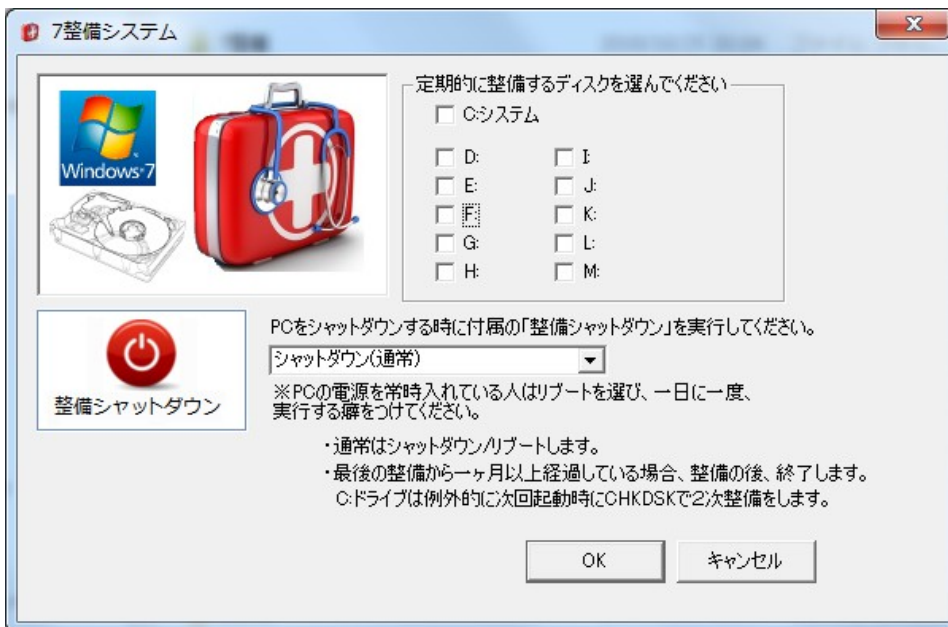 7整備システム
定期的に整備するディスクを選んでください
C:システム
D:
I:
E:
J:
F:
K:
G:
L:
H:
M:
Windows 7
PCをシャットダウンする時に付属の「整備シャットダウン」を実行してください。
シャットダウン(通常)
整備シャットダウン
※PCの電源を常時入れている人はリブートを選び、一日に一度、
実行する癖をつけてください。
・通常はシャットダウン/リブートします。
・最後の整備から一ヶ月以上経過している場合、整備の後、終了します。
C:ドライブは例外的に次回起動時にCHKDSKで2次整備をします。
OK
キャンセル